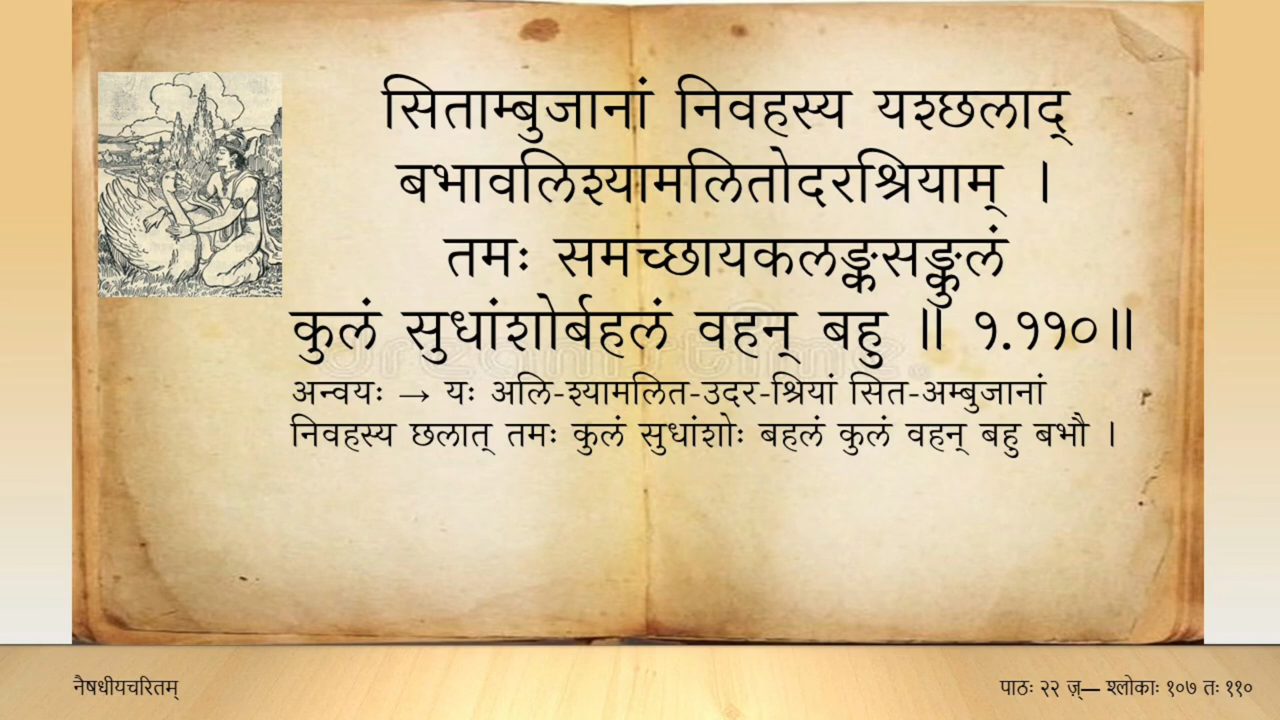 सिताम्बुजानां निवहस्य यश्छलाद्
बभावलिश्यामलितोदरश्रियाम् ।
तमः समच्छायकलङ्कसङ्कुलं
कुलं सुधांशोर्बहलं वहन् बहु ॥ १.११०॥
अन्वयः → यः अलि-श्यामलित-उदर-श्रियां सित-अम्बुजानां
निवहस्य छलात् तमः कुलं सुधांशोः बहलं कुलं वहन् बहु बभौ ।
नैषधीयचरितम्
पाठः २२ ज़्— श्लोकाः १०७ तः ११०